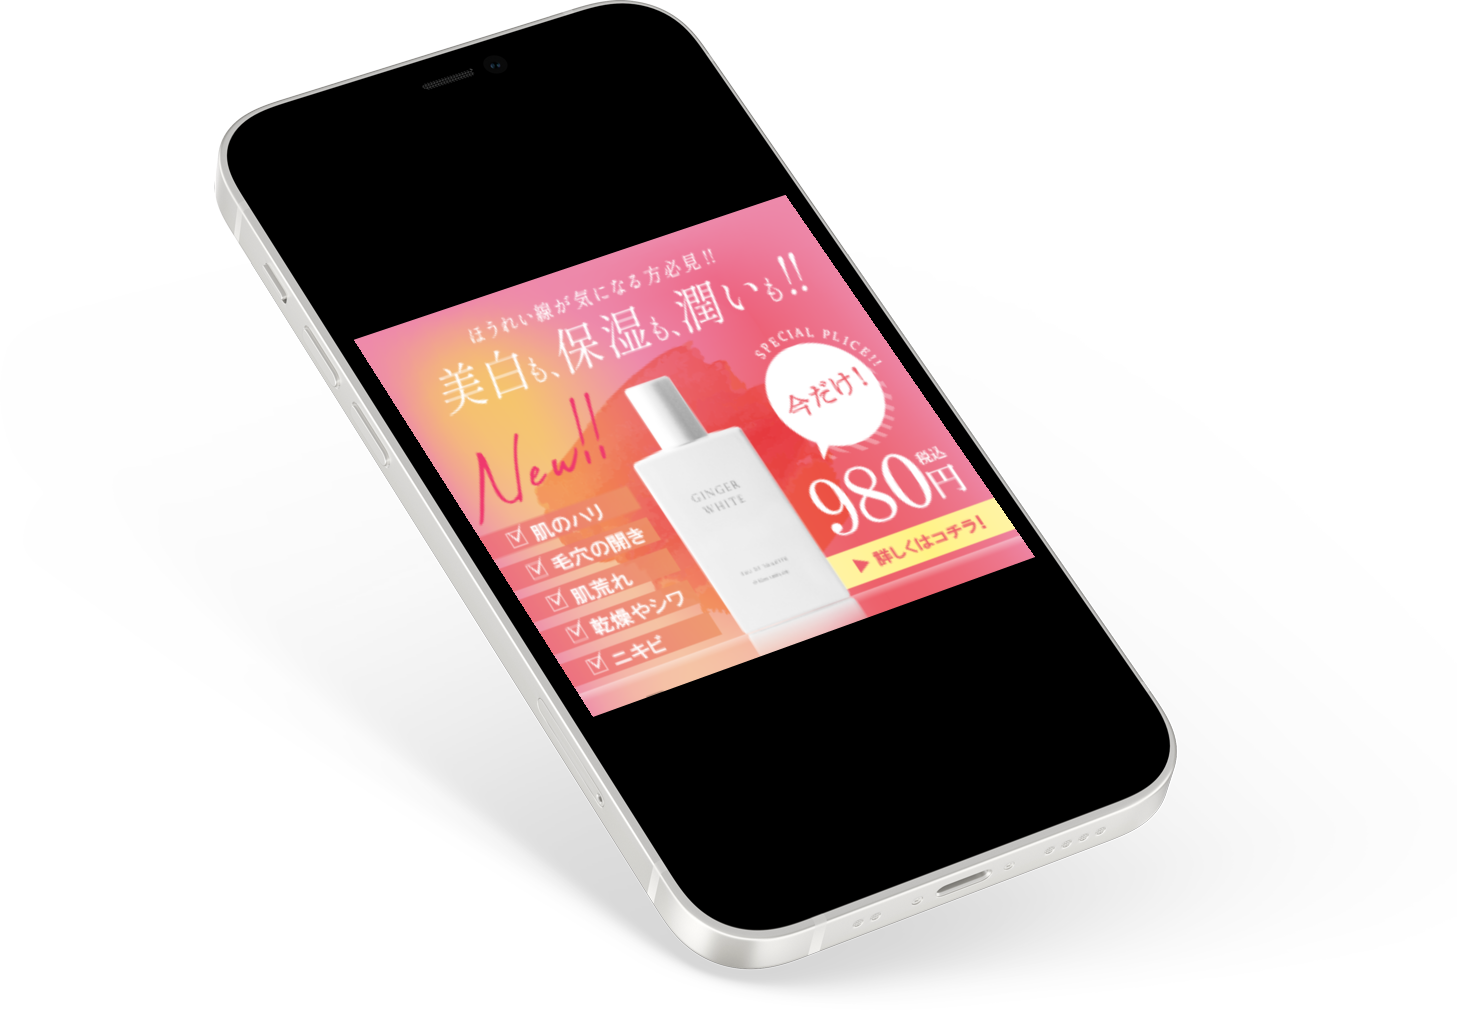 ほうれい線が気になる方必見!!
美白も、保湿も、潤いも!!
New!!
SPECIAL PLICE!!
今だけ!
GINGER
WHITE
980円
税込
肌のハリ
毛穴の開き
肌荒れ
乾燥やシワ
ニキビ
▶ 詳しくはコチラ!